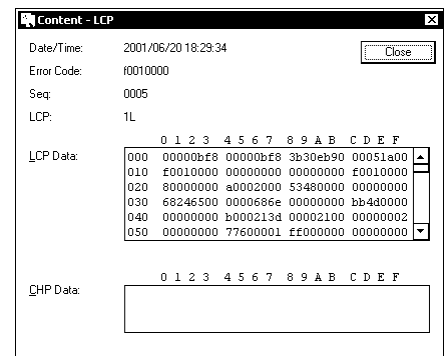 Content - LCP
Date/Time: 2001/06/20 18:29:34
Close
Error Code: f0010000
Seq: 0005
LCP: 1L
0 1 2 3 4 5 6 7 8 9 A B C D E F
LCP Data:
000 00000bf8 00000bf8 3b30eb90 00051a00
010 f0010000 00000000 00000000 f0010000
020 80000000 a0002000 53480000 00000000
030 68246500 0000686e 00000000 bb4d0000
040 00000000 b000213d 00002100 00000002
050 00000000 77600001 ff000000 00000000
0 1 2 3 4 5 6 7 8 9 A B C D E F
CHP Data: